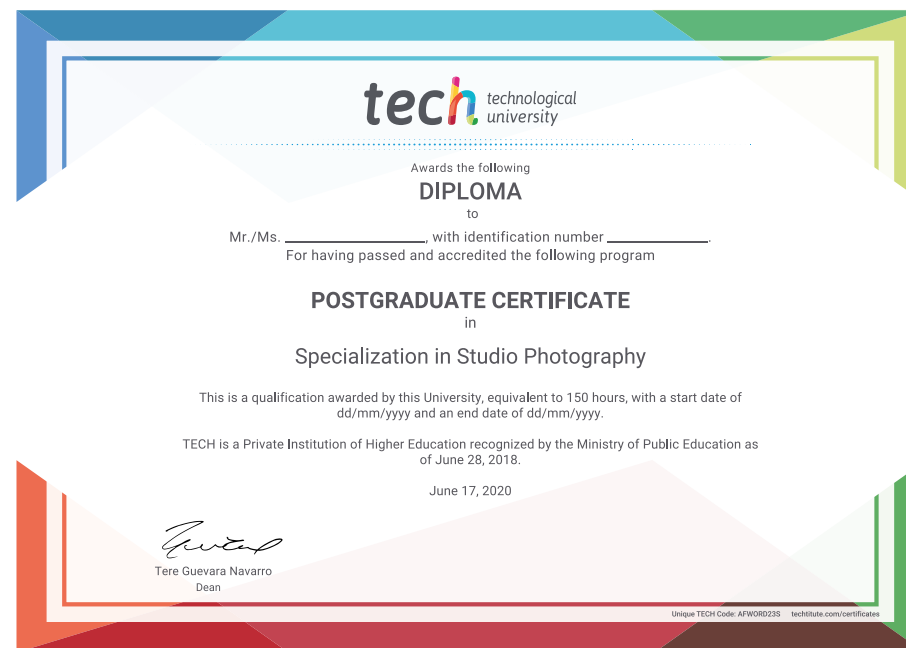 tech technological
university
Awards the following
DIPLOMA
to
Mr./Ms. ____________________, with identification number ______________.
For having passed and accredited the following program
POSTGRADUATE CERTIFICATE
in
Specialization in Studio Photography
This is a qualification awarded by this University, equivalent to 150 hours, with a start date of
dd/mm/yyyy and an end date of dd/mm/yyyy.
TECH is a Private Institution of Higher Education recognized by the Ministry of Public Education as
of June 28, 2018.
June 17, 2020
Tere Guevara Navarro
Dean
Unique TECH Code: AFWORD23S techtitute.com/certificates